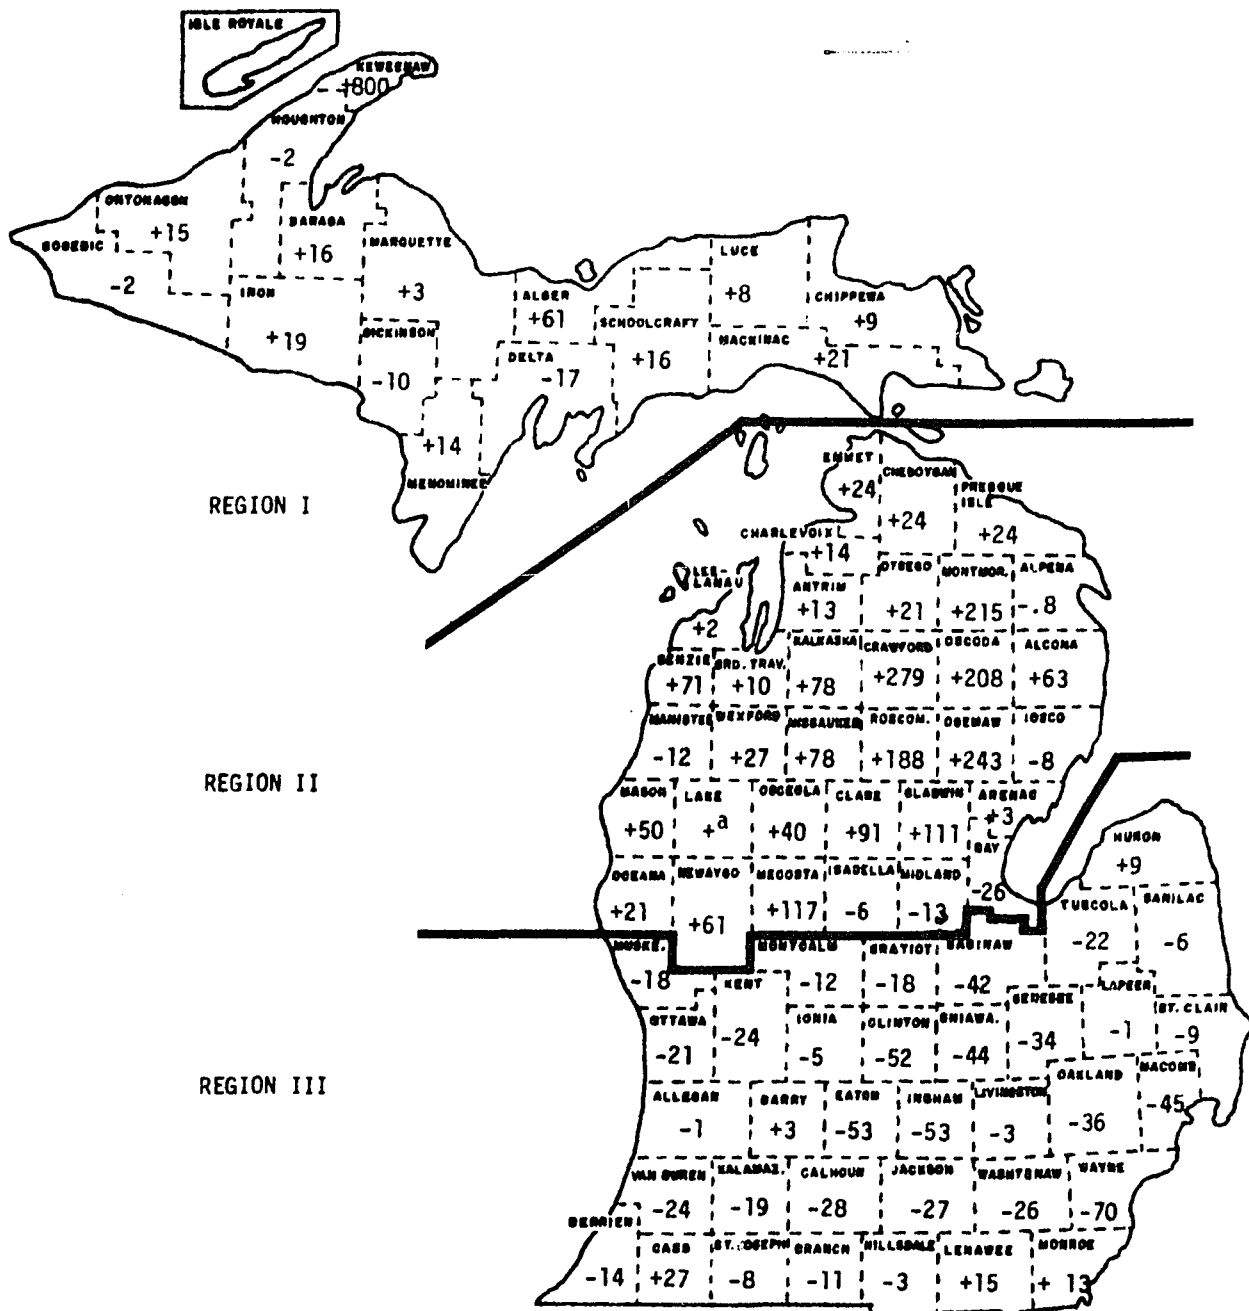 ISLE ROYALE
KEWEENAW
+800
HOUGHTON
-2
ONTONAGON
+15
BARAGA
+16
GOGEBIC
-2
MARQUETTE
+3
LUCE
+8
IRON
+19
ALGER
+61
CHIPPEWA
+9
SCHOOLCRAFT
+16
DICKINSON
-10
MACKINAC
+21
DELTA
-17
+14
MENOMINEE
REGION I
EMMET
+24
CHEBOYGAN
+24
PRESQUE
ISLE
+24
CHARLEVOIX
+14
LEE-
LANAU
+2
ANTRIM
+13
OTSEGO
+21
MONTMOR.
+215
ALPENA
-.8
BENZIE
+71
GRD. TRAV.
+10
KALKASKA
+78
CRAWFORD
+279
OSCODA
+208
ALCONA
+63
MANISTEE
-12
WEXFORD
+27
MISSAUKEE
+78
ROSCOM.
+188
OGEMAW
+243
IOSCO
-8
REGION II
MASON
+50
LAKE
+a
OSCEOLA
+40
CLARE
+91
GLADWIN
+111
ARENAC
+3
BAY
-26
HURON
+9
OCEANA
+21
NEWAYGO
+61
MECOSTA
+117
ISABELLA
-6
MIDLAND
-13
TUSCOLA
-22
SANILAC
-6
MUSKE.
-18
KENT
-24
MONTCALM
-12
GRATIOT
-18
SAGINAW
-42
GENESEE
-34
LAPEER
-1
ST. CLAIR
-9
OTTAWA
-21
IONIA
-5
CLINTON
-52
SHIAWA.
-44
REGION III
ALLEGAN
-1
BARRY
+3
EATON
-53
INGHAM
-53
LIVINGSTON
-3
OAKLAND
-36
MACOMB
-45
VAN BUREN
-24
KALAMAZ.
-19
CALHOUN
-28
JACKSON
-27
WASHTENAW
-26
WAYNE
-70
BERRIEN
-14
CASS
+27
ST. JOSEPH
-8
BRANCH
-11
HILLSDALE
-3
LENAWEE
+15
MONROE
+ 13